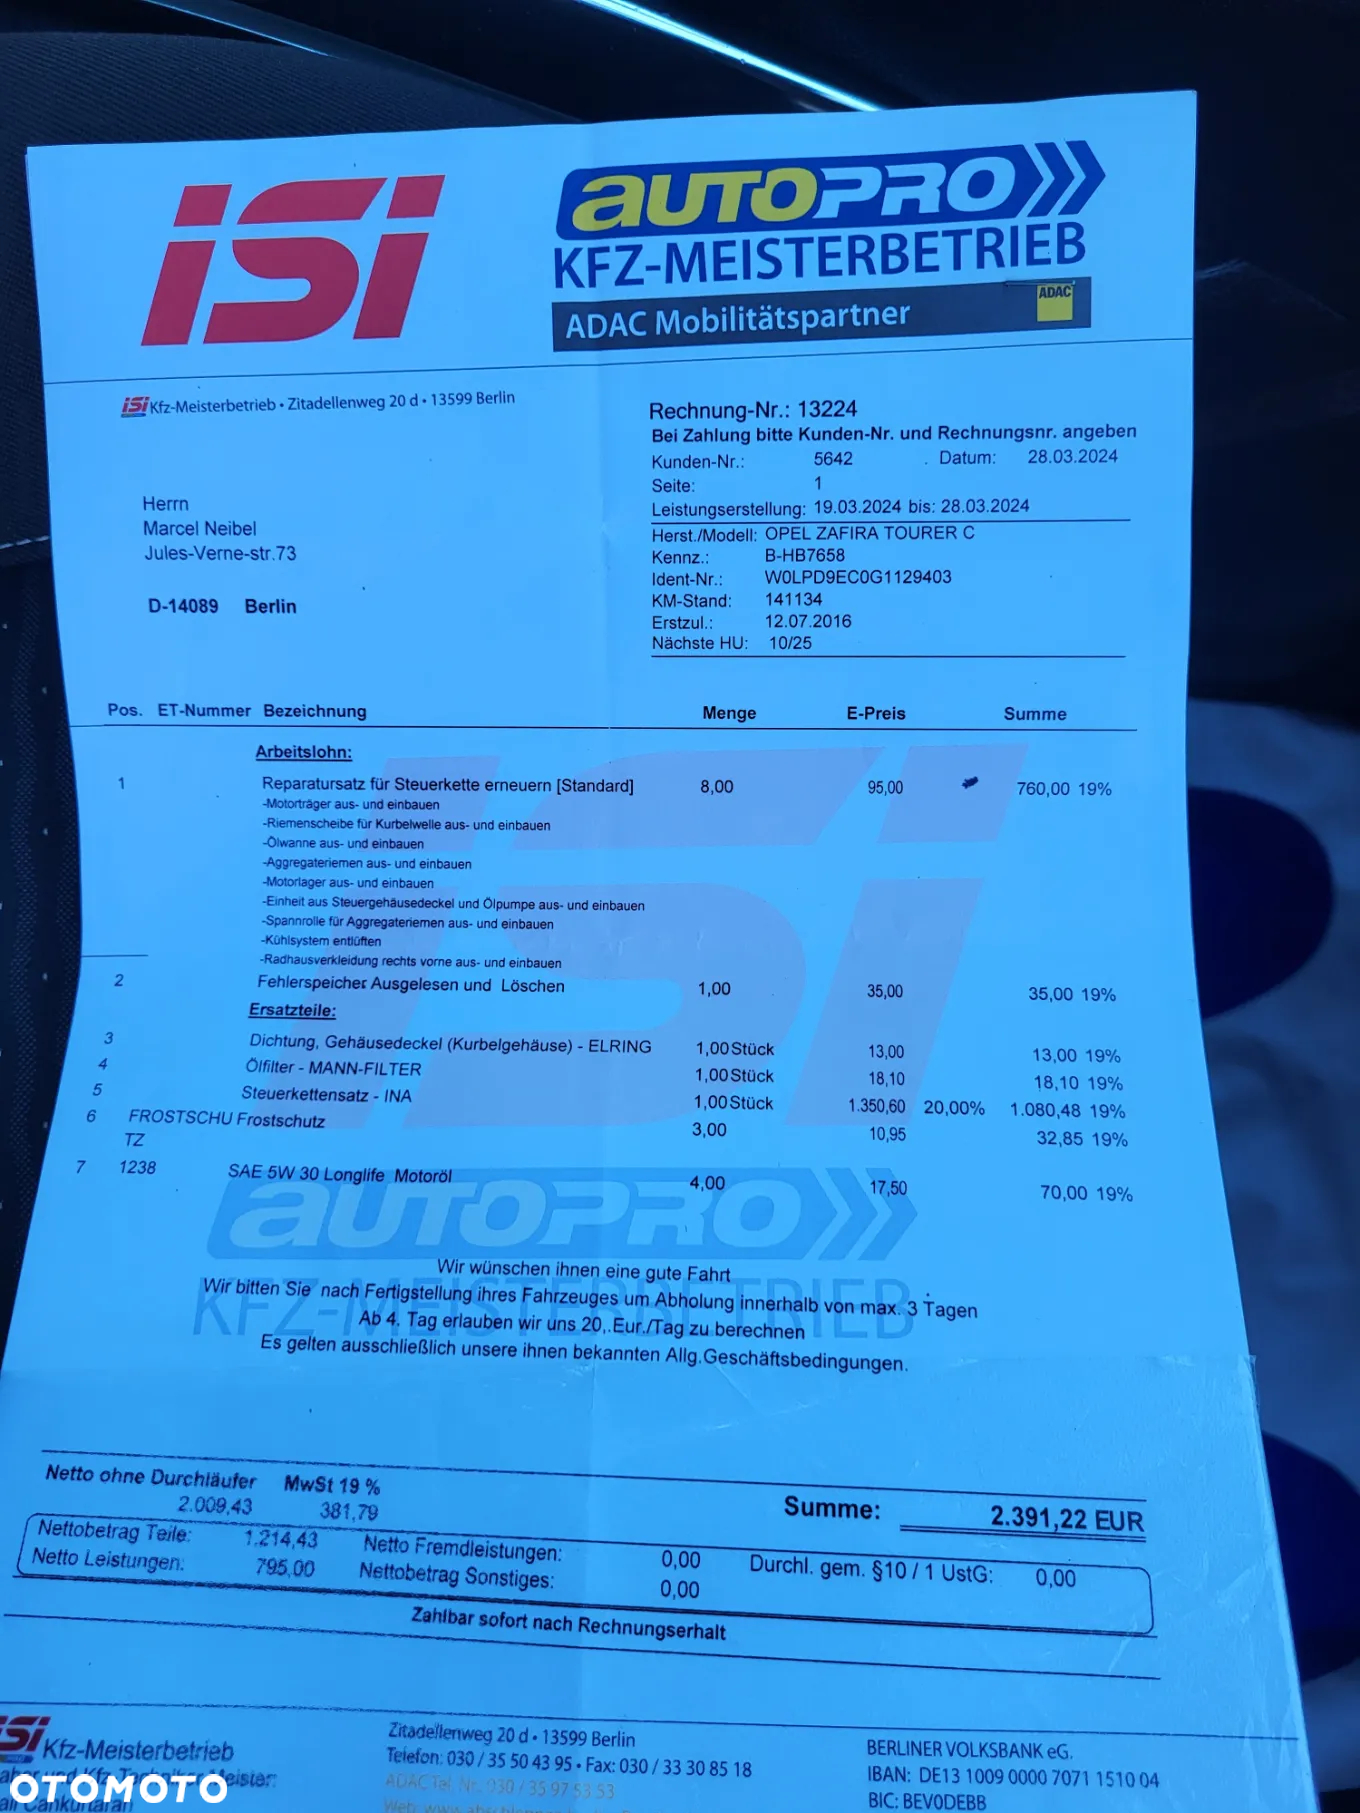 iSi
AUTOPRO
KFZ-MEISTERBETRIEB
ADAC Mobilitätspartner
ADAC
iSi Kfz-Meisterbetrieb • Zitadellenweg 20 d • 13599 Berlin
Rechnung-Nr.: 13224
Bei Zahlung bitte Kunden-Nr. und Rechnungsnr. angeben
Kunden-Nr.: 5642 Datum: 28.03.2024
Seite: 1
Leistungserstellung: 19.03.2024 bis: 28.03.2024
Herrn
Marcel Neibel
Jules-Verne-str.73
D-14089 Berlin
Herst./Modell: OPEL ZAFIRA TOURER C
Kennz.: B-HB7658
Ident-Nr.: W0LPD9EC0G1129403
KM-Stand: 141134
Erstzul.: 12.07.2016
Nächste HU: 10/25
Pos. ET-Nummer Bezeichnung Menge E-Preis Summe
Arbeitslohn:
1 Reparatursatz für Steuerkette erneuern [Standard] 8,00 95,00 760,00 19%
-Motorträger aus- und einbauen
-Riemenscheibe für Kurbelwelle aus- und einbauen
-Ölwanne aus- und einbauen
-Aggregateriemen aus- und einbauen
-Motorlager aus- und einbauen
-Einheit aus Steuergehäusedeckel und Ölpumpe aus- und einbauen
-Spannrolle für Aggregateriemen aus- und einbauen
-Kühlsystem entlüften
-Radhausverkleidung rechts vorne aus- und einbauen
2 Fehlerspeicher Ausgelesen und Löschen 1,00 35,00 35,00 19%
Ersatzteile:
3 Dichtung, Gehäusedeckel (Kurbelgehäuse) - ELRING 1,00 Stück 13,00 13,00 19%
4 Ölfilter - MANN-FILTER 1,00 Stück 18,10 18,10 19%
5 Steuerkettensatz - INA 1,00 Stück 1.350,60 20,00% 1.080,48 19%
6 FROSTSCHU Frostschutz 3,00 10,95 32,85 19%
TZ
7 1238 SAE 5W 30 Longlife Motoröl 4,00 17,50 70,00 19%
iSi
AUTOPRO
KFZ-MEISTERBETRIEB
Wir wünschen ihnen eine gute Fahrt
Wir bitten Sie nach Fertigstellung ihres Fahrzeuges um Abholung innerhalb von max. 3 Tagen
Ab 4. Tag erlauben wir uns 20,.Eur./Tag zu berechnen
Es gelten ausschließlich unsere ihnen bekannten Allg.Geschäftsbedingungen.
Netto ohne Durchläufer MwSt 19 %
2.009,43 381,79 Summe: 2.391,22 EUR
Nettobetrag Teile: 1.214,43 Netto Fremdleistungen: 0,00 Durchl. gem. §10 / 1 UstG: 0,00
Netto Leistungen: 795,00 Nettobetrag Sonstiges: 0,00
Zahlbar sofort nach Rechnungserhalt
iSi Kfz-Meisterbetrieb
Zitadellenweg 20 d • 13599 Berlin
Telefon: 030 / 35 50 43 95 • Fax: 030 / 33 30 85 18
ADAC Tel. Nr.: 030 / 35 97 53 53
BERLINER VOLKSBANK eG.
IBAN: DE13 1009 0000 7071 1510 04
BIC: BEVODEBB
OTOMOTO